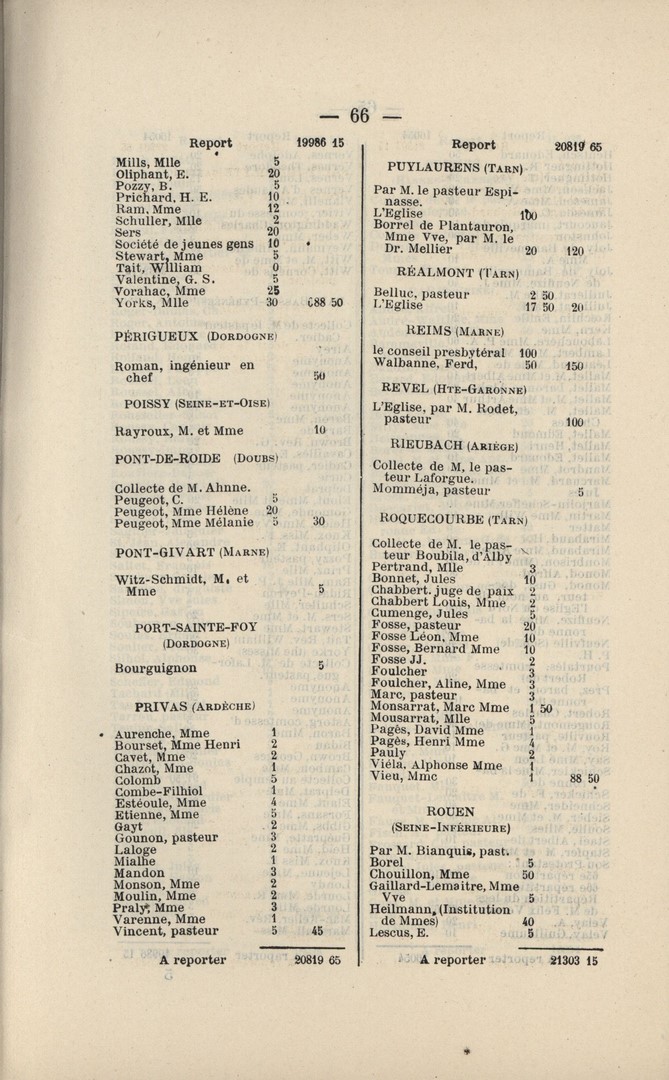 — 66 —
Report 19986 15
Mills, Mlle 5
Oliphant, E. 20
Pozzy, B. 5
Prichard, H. E. 10
Ram, Mme 12
Schuller, Mlle 2
Sers 20
Société de jeunes gens 10
Stewart, Mme 5
Tait, William 0
Valentine, G. S. 5
Vorahac, Mme 25
Yorks, Mlle 30 688 50
PÉRIGUEUX (DORDOGNE)
Roman, ingénieur en
chef 50
POISSY (SEINE-ET-OISE)
Rayroux, M. et Mme 10
PONT-DE-ROIDE (DOUBS)
Collecte de M. Ahnne.
Peugeot, C. 5
Peugeot, Mme Hélène 20
Peugeot, Mme Mélanie 5 30
PONT-GIVART (MARNE)
Witz-Schmidt, M. et
Mme 5
PORT-SAINTE-FOY
(DORDOGNE)
Bourguignon 5
PRIVAS (ARDÈCHE)
Aurenche, Mme 1
Bourset, Mme Henri 2
Cavet, Mme 2
Chazot, Mme 1
Colomb 5
Combe-Filhiol 1
Estéoule, Mme 4
Etienne, Mme 5
Gayt 2
Gounon, pasteur 3
Laloge 2
Mialhe 1
Mandon 3
Monson, Mme 2
Moulin, Mme 2
Praly, Mme 3
Varenne, Mme 1
Vincent, pasteur 5 45
A reporter 20819 65
Report 20819 65
PUYLAURENS (TARN)
Par M. le pasteur Espi-
nasse.
L'Eglise 100
Borrel de Plantauron,
Mme Vve, par M. le
Dr. Mellier 20 120
RÉALMONT (TARN)
Belluc, pasteur 2 50
L'Eglise 17 50 20
REIMS (MARNE)
le conseil presbytéral 100
Walbanne, Ferd, 50 150
REVEL (HTE-GARONNE)
L'Eglise, par M. Rodet,
pasteur 100
RIEUBACH (ARIÈGE)
Collecte de M, le pas-
teur Laforgue.
Momméja, pasteur 5
ROQUECOURBE (TARN)
Collecte de M. le pas-
teur Boubila, d'Alby
Pertrand, Mlle 3
Bonnet, Jules 10
Chabbert. juge de paix 2
Chabbert Louis, Mme 2
Cumenge, Jules 5
Fosse, pasteur 20
Fosse Léon, Mme 10
Fosse, Bernard Mme 10
Fosse JJ. 2
Foulcher 3
Foulcher, Aline, Mme 3
Marc, pasteur 3
Monsarrat, Marc Mme 1 50
Mousarrat, Mlle 5
Pagès, David Mme 1
Pagès, Henri Mme 4
Pauly 2
Viéla, Alphonse Mme 1
Vieu, Mme 1 88 50
ROUEN
(SEINE-INFÉRIEURE)
Par M. Bianquis, past.
Borel 5
Chouillon, Mme 50
Gaillard-Lemaitre, Mme
Vve 5
Heilmann, (Institution
de Mmes) 40
Lescus, E. 5
A reporter 21303 15